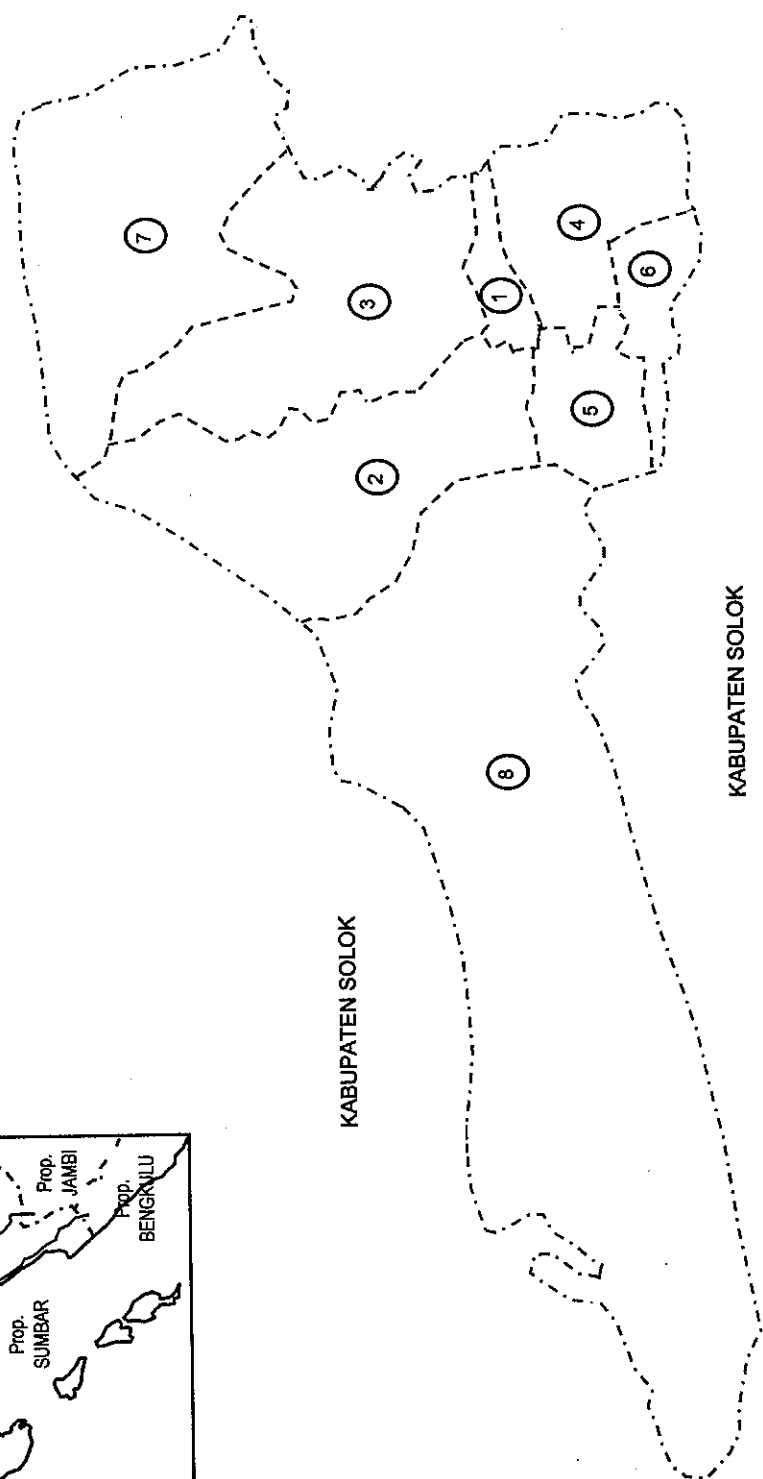 7
3
1
4
6
2
5
8
KABUPATEN SOLOK
KABUPATEN SOLOK
Prop.
JAMBI
Prop.
BENGKULU
Prop.
SUMBAR